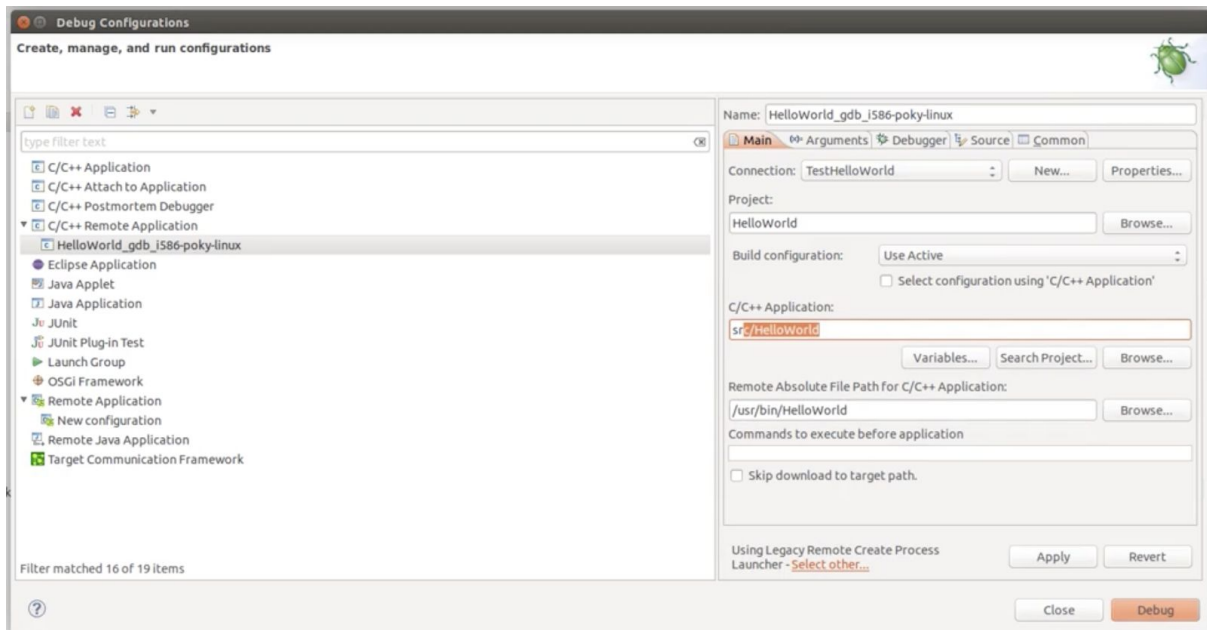 Debug Configurations
Create, manage, and run configurations
type filter text
C/C++ Application
C/C++ Attach to Application
C/C++ Postmortem Debugger
C/C++ Remote Application
HelloWorld_gdb_i586-poky-linux
Eclipse Application
Java Applet
Java Application
Ju JUnit
JUnit Plug-in Test
Launch Group
OSGi Framework
Remote Application
New configuration
Remote Java Application
Target Communication Framework
Filter matched 16 of 19 items
Name: HelloWorld_gdb_i586-poky-linux
Main Arguments Debugger Source Common
Connection: TestHelloWorld New... Properties...
Project:
HelloWorld Browse...
Build configuration: Use Active
Select configuration using 'C/C++ Application'
C/C++ Application:
src/HelloWorld
Variables... Search Project... Browse...
Remote Absolute File Path for C/C++ Application:
/usr/bin/HelloWorld Browse...
Commands to execute before application
Skip download to target path.
Using Legacy Remote Create Process
Launcher - Select other...
Apply Revert
? Close Debug